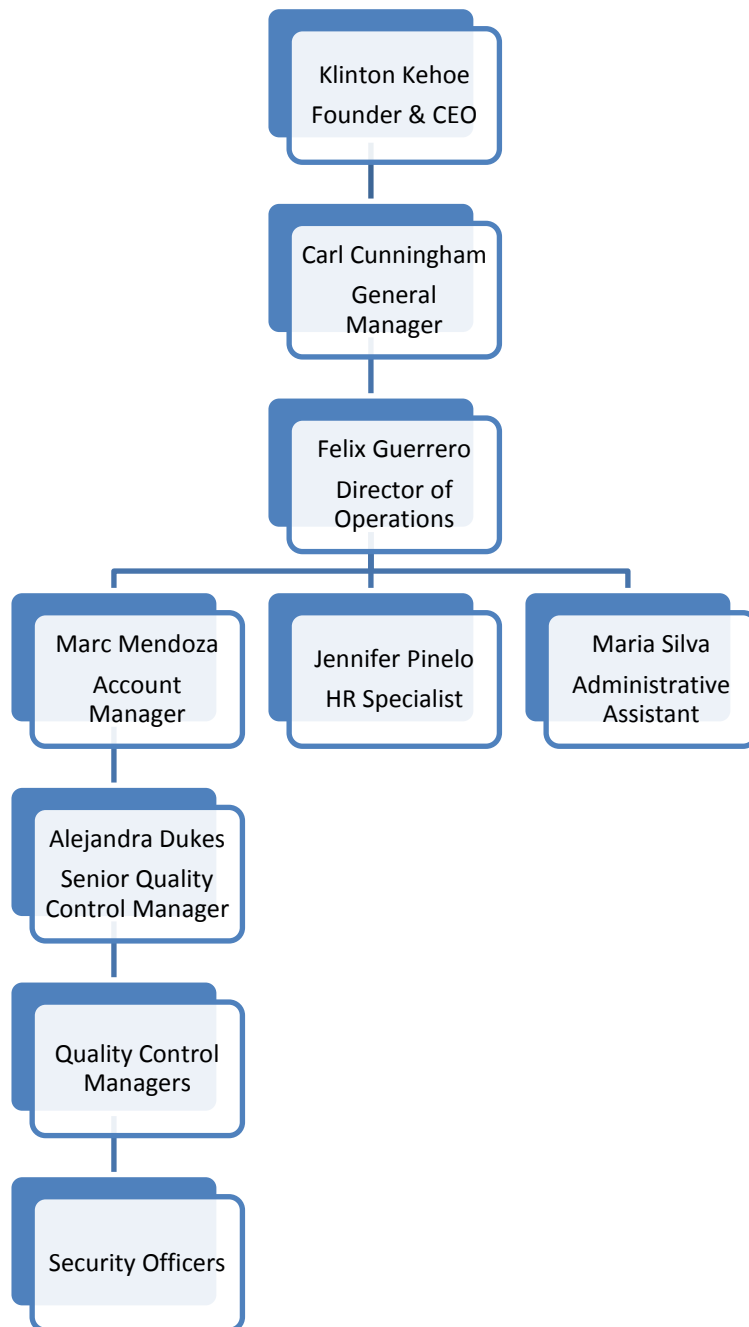 Klinton Kehoe
Founder & CEO
Carl Cunningham
General
Manager
Felix Guerrero
Director of
Operations
Marc Mendoza
Account
Manager
Jennifer Pinelo
HR Specialist
Maria Silva
Administrative
Assistant
Alejandra Dukes
Senior Quality
Control Manager
Quality Control
Managers
Security Officers